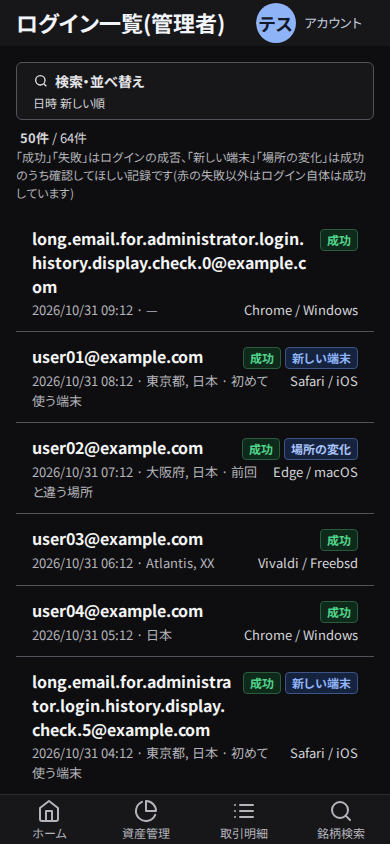 ログイン一覧(管理者)
テス アカウント
検索・並べ替え
日時 新しい順
50件 / 64件
「成功」「失敗」はログインの成否、「新しい端末」「場所の変化」は成功
のうち確認してほしい記録です(赤の失敗以外はログイン自体は成功
しています)
long.email.for.administrator.login. 成功
history.display.check.0@example.c
om
2026/10/31 09:12 · — Chrome / Windows
user01@example.com 成功 新しい端末
2026/10/31 08:12 · 東京都, 日本 · 初めて Safari / iOS
使う端末
user02@example.com 成功 場所の変化
2026/10/31 07:12 · 大阪府, 日本 · 前回 Edge / macOS
と違う場所
user03@example.com 成功
2026/10/31 06:12 · Atlantis, XX Vivaldi / Freebsd
user04@example.com 成功
2026/10/31 05:12 · 日本 Chrome / Windows
long.email.for.administra 成功 新しい端末
tor.login.history.display.
check.5@example.com
2026/10/31 04:12 · 東京都, 日本 · 初めて Safari / iOS
使う端末
ホーム 資産管理 取引明細 銘柄検索